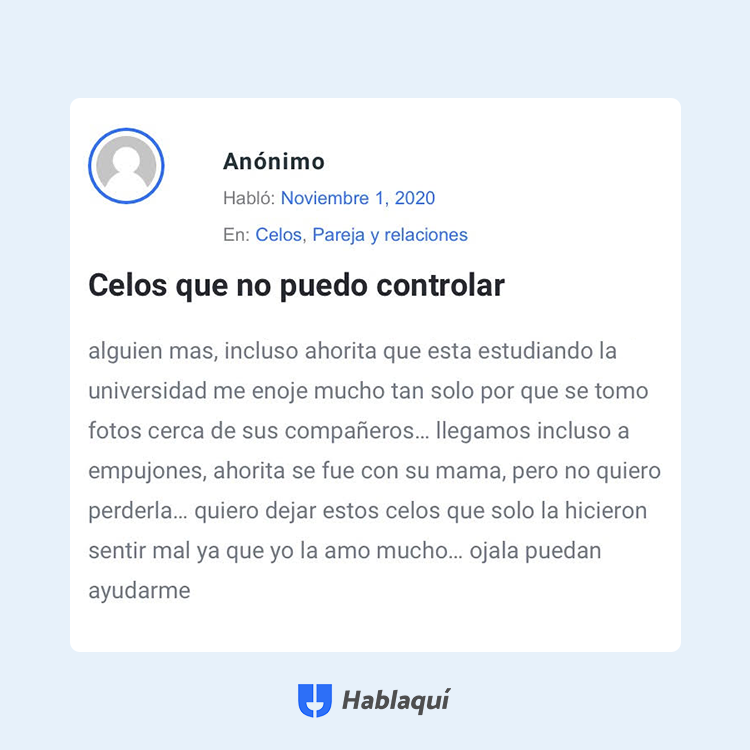 Anónimo
Habló: Noviembre 1, 2020
En: Celos, Pareja y relaciones
Celos que no puedo controlar
alguien mas, incluso ahorita que esta estudiando la
universidad me enoje mucho tan solo por que se tomo
fotos cerca de sus compañeros... llegamos incluso a
empujones, ahorita se fue con su mama, pero no quiero
perderla... quiero dejar estos celos que solo la hicieron
sentir mal ya que yo la amo mucho... ojala puedan
ayudarme
Hablaquí